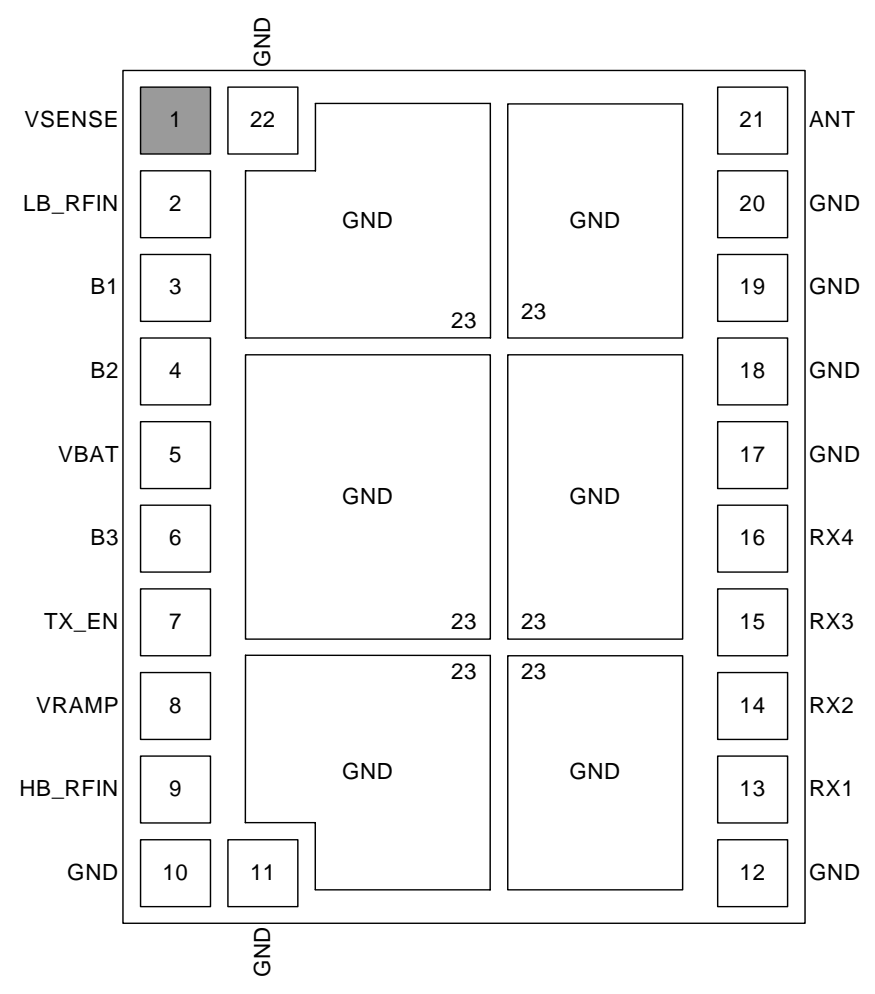 GND
VSENSE 1 22 21 ANT
LB_RFIN 2 GND GND 20 GND
B1 3 23 23 19 GND
B2 4 18 GND
VBAT 5 GND GND 17 GND
B3 6 16 RX4
TX_EN 7 23 23 15 RX3
23 23
VRAMP 8 14 RX2
GND GND
HB_RFIN 9 13 RX1
GND 10 11 12 GND
GND